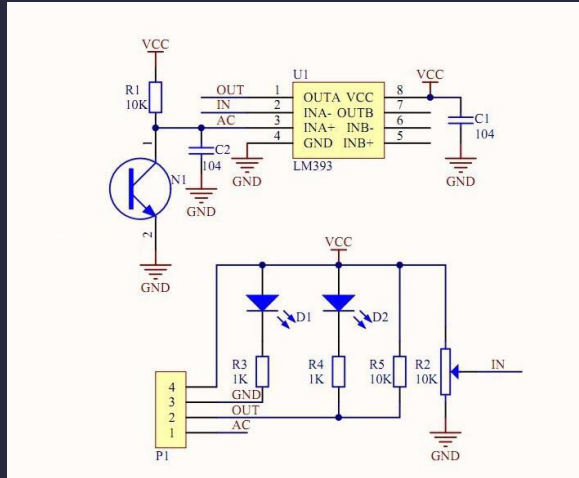 VCC
R1
10K
1
N1
2
GND
C2
104
GND
OUT
IN
AC
U1
1 OUTA VCC 8
2 INA- OUTB 7
3 INA+ INB- 6
4 GND INB+ 5
LM393
GND
VCC
C1
104
GND
VCC
D1
D2
R3
1K
R4
1K
R5
10K
R2
10K
IN
GND
4
3 GND
2 OUT
1 AC
P1